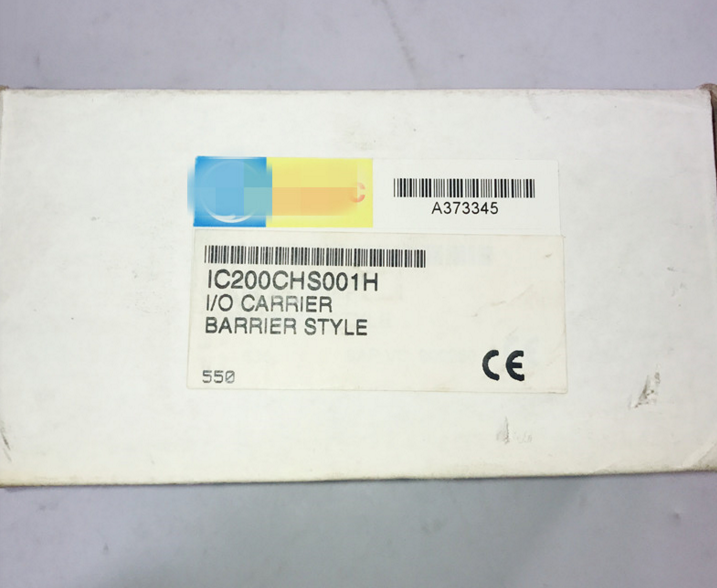 A373345
IC200CHS001H
I/O CARRIER
BARRIER STYLE
550
CE